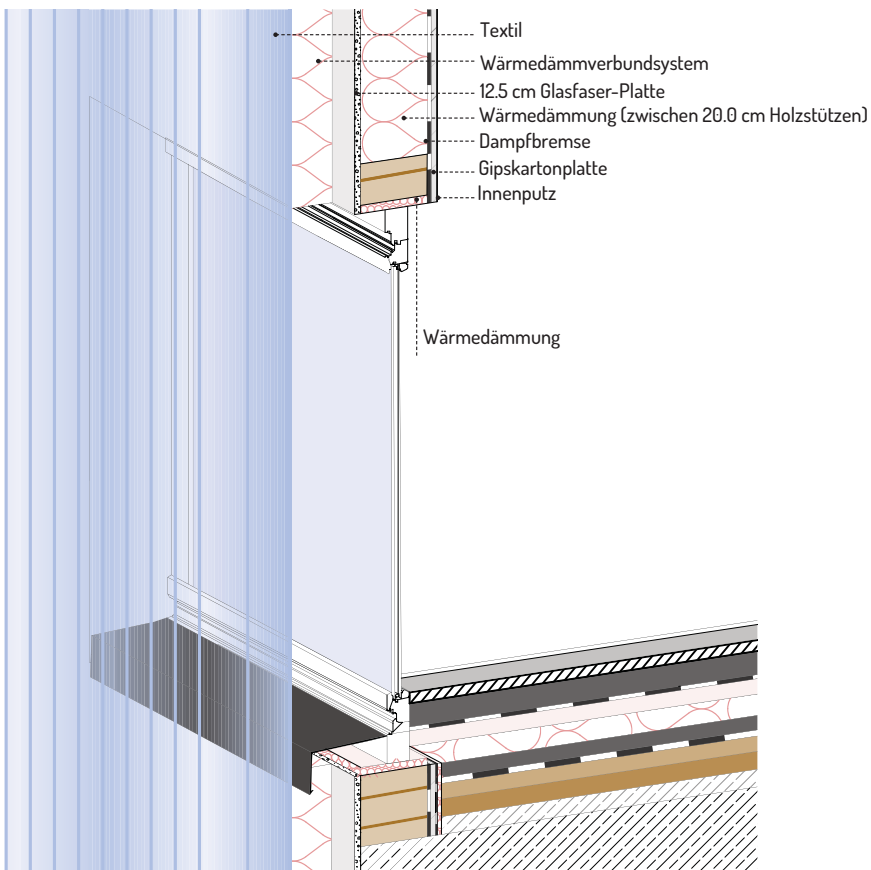 Textil
Wärmedämmverbundsystem
12.5 cm Glasfaser-Platte
Wärmedämmung (zwischen 20.0 cm Holzstützen)
Dampfbremse
Gipskartonplatte
Innenputz
Wärmedämmung